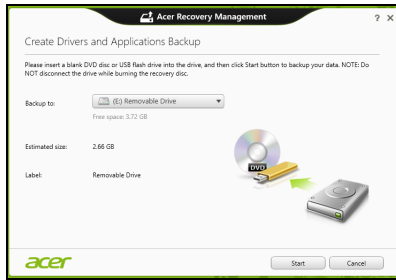 Acer Recovery Management
? ×
Create Drivers and Applications Backup
Please insert a blank DVD disc or USB flash drive into the drive, and then click Start button to backup your data. NOTE: Do
NOT disconnect the drive while burning the recovery disc.
Backup to: (E:) Removable Drive
Free space: 3.72 GB
Estimated size: 2.66 GB
DVD
Label: Removable Drive
acer Start Cancel